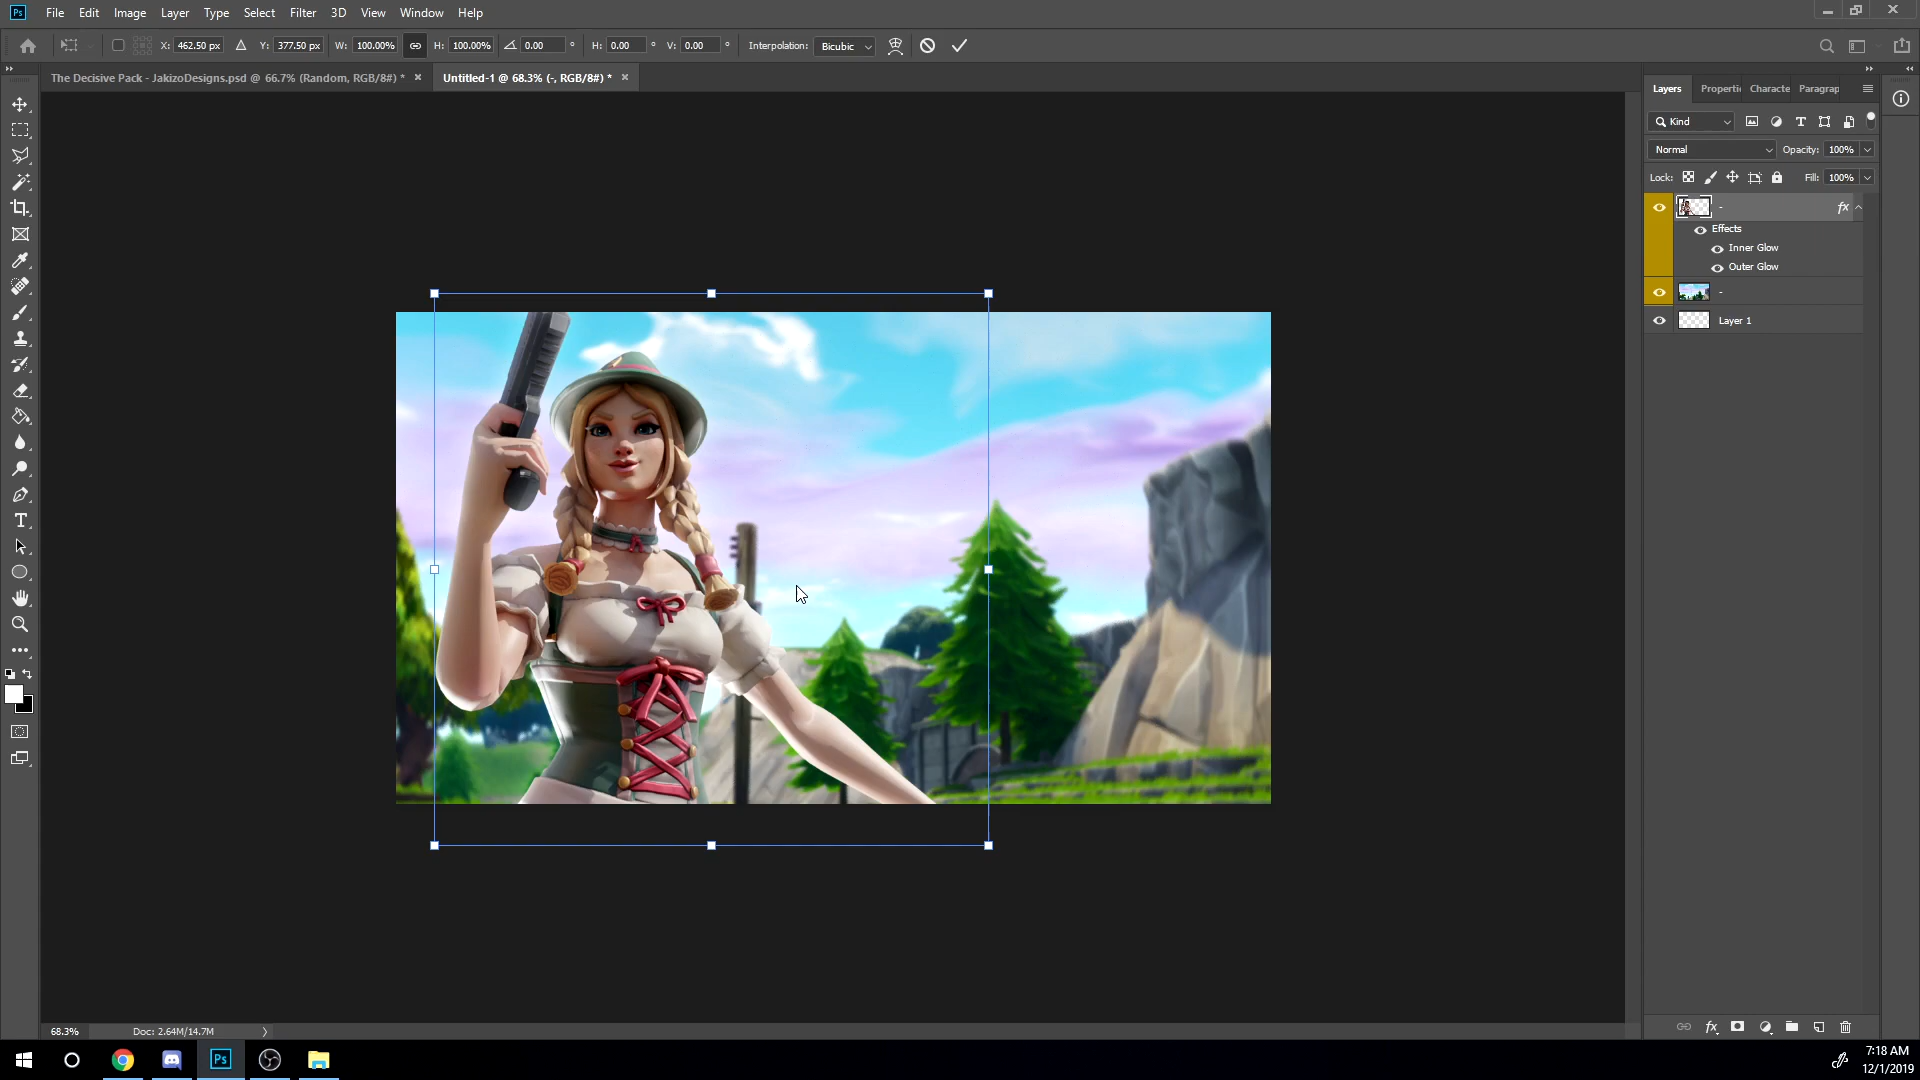 Ps File Edit Image Layer Type Select Filter 3D View Window Help
X: 462.50 px Y: 377.50 px W: 100.00% H: 100.00% 0.00 ° H: 0.00 ° V: 0.00 ° Interpolation: Bicubic
The Decisive Pack - JakizoDesigns.psd @ 66.7% (Random, RGB/8#) * × Untitled-1 @ 68.3% (-, RGB/8#) * ×
Layers Properti Characte Paragrap
Kind
Normal Opacity: 100%
Lock: Fill: 100%
- fx
Effects
Inner Glow
Outer Glow
-
Layer 1
68.3% Doc: 2.64M/14.7M
fx
Ps
7:18 AM
12/1/2019